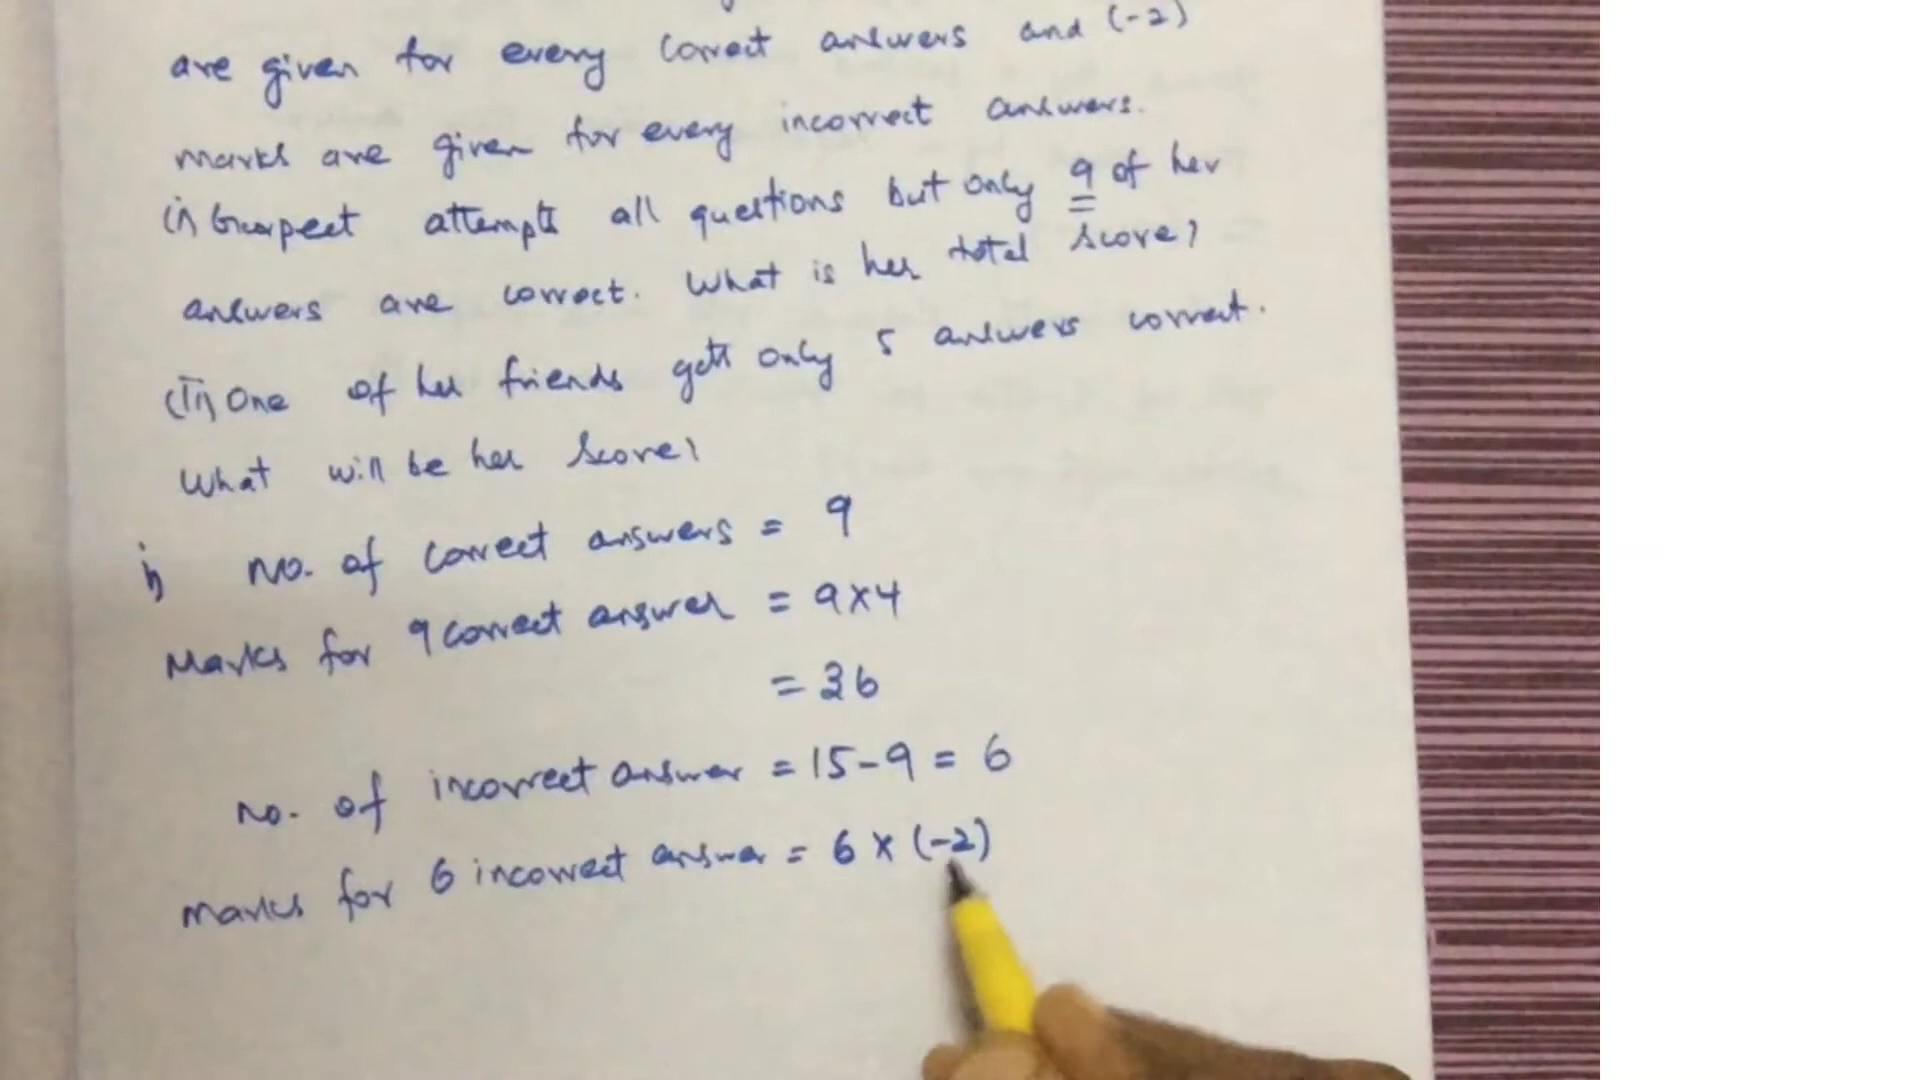 are given for every correct answers and (-2)
marks are given for every incorrect answers.
(i) Gurpeet attempts all questions but only 9 of her
answers are correct. What is her total score?
(ii) One of her friends gets only 5 answers correct.
What will be her score?
i) No. of correct answers = 9
Marks for 9 correct answer = 9×4
= 36
No. of incorrect answer = 15-9 = 6
Marks for 6 incorrect answer = 6 × (-2)